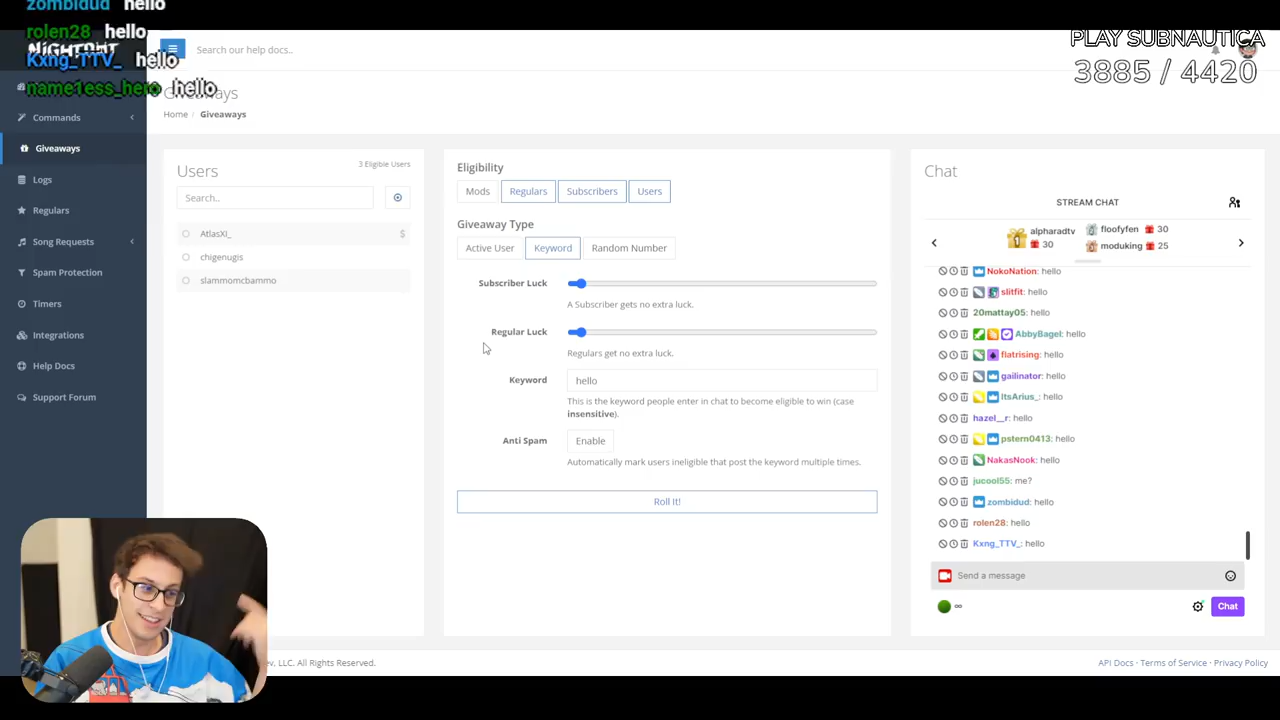 zombidud hello
rolen28 hello
Kxng_TTV_ hello
name1ess_hero hello
NIGHTBOT
Search our help docs..
PLAY SUBNAUTICA
3885 / 4420
Giveaways
Home / Giveaways
Commands
Giveaways
Logs
Regulars
Song Requests
Spam Protection
Timers
Integrations
Help Docs
Support Forum
Users
3 Eligible Users
Search..
AtlasXI_ $
chigenugis
slammomcbammo
Eligibility
Mods Regulars Subscribers Users
Giveaway Type
Active User Keyword Random Number
Subscriber Luck
A Subscriber gets no extra luck.
Regular Luck
Regulars get no extra luck.
Keyword hello
This is the keyword people enter in chat to become eligible to win (case
insensitive).
Anti Spam Enable
Automatically mark users ineligible that post the keyword multiple times.
Roll It!
Chat
STREAM CHAT
alpharadtv 30
floofyfen 30
moduking 25
NokoNation: hello
slitfit: hello
20mattay05: hello
AbbyBagel: hello
flatrising: hello
gailinator: hello
ItsArius_: hello
hazel__r: hello
pstern0413: hello
NakasNook: hello
jucool55: me?
zombidud: hello
rolen28: hello
Kxng_TTV_: hello
Send a message
∞
Chat
ev, LLC. All Rights Reserved.
API Docs · Terms of Service · Privacy Policy